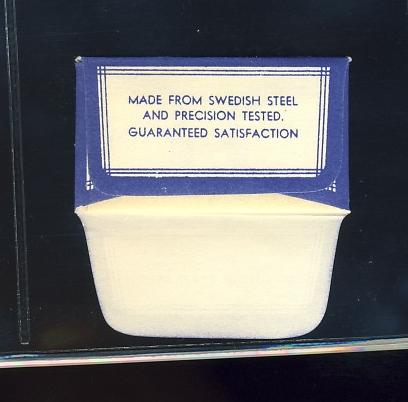 MADE FROM SWEDISH STEEL
AND PRECISION TESTED.
GUARANTEED SATISFACTION